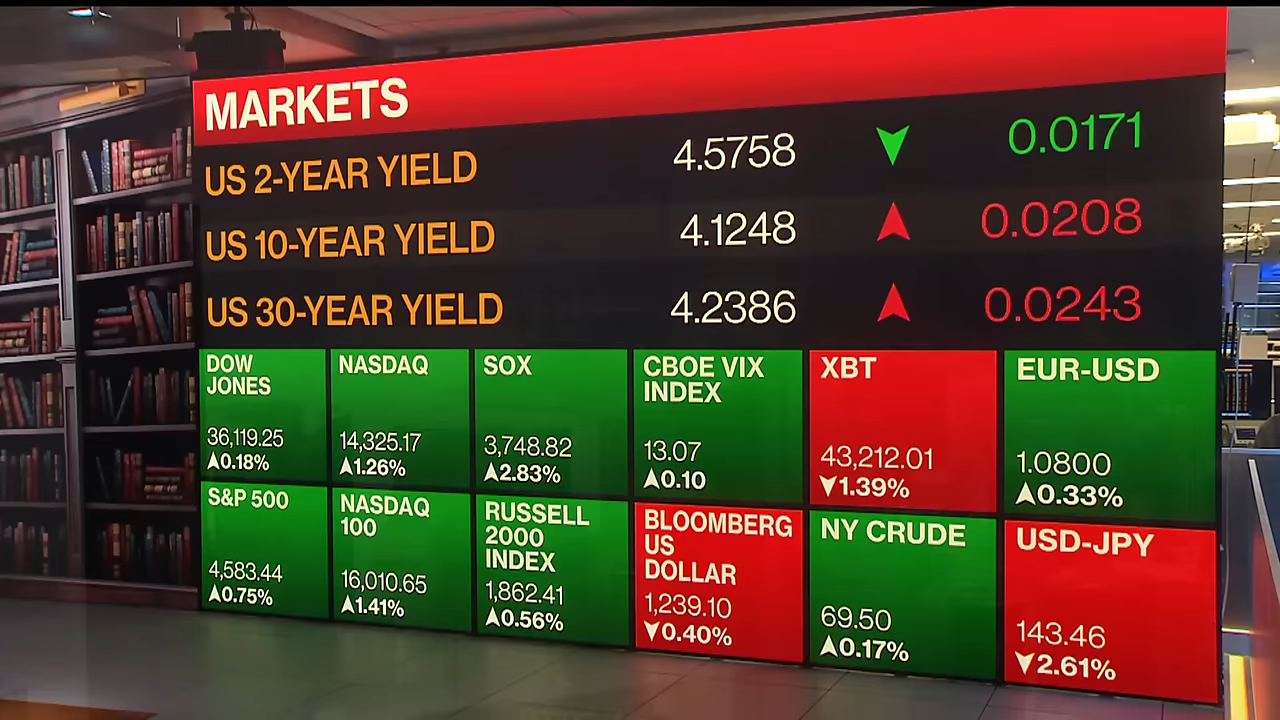 MARKETS
US 2-YEAR YIELD 4.5758 ▼ 0.0171
US 10-YEAR YIELD 4.1248 ▲ 0.0208
US 30-YEAR YIELD 4.2386 ▲ 0.0243
DOW
JONES
36,119.25
▲0.18%
NASDAQ
14,325.17
▲1.26%
SOX
3,748.82
▲2.83%
CBOE VIX
INDEX
13.07
▲0.10
XBT
43,212.01
▼1.39%
EUR-USD
1.0800
▲0.33%
S&P 500
4,583.44
▲0.75%
NASDAQ
100
16,010.65
▲1.41%
RUSSELL
2000
INDEX
1,862.41
▲0.56%
BLOOMBERG
US
DOLLAR
1,239.10
▼0.40%
NY CRUDE
69.50
▲0.17%
USD-JPY
143.46
▼2.61%